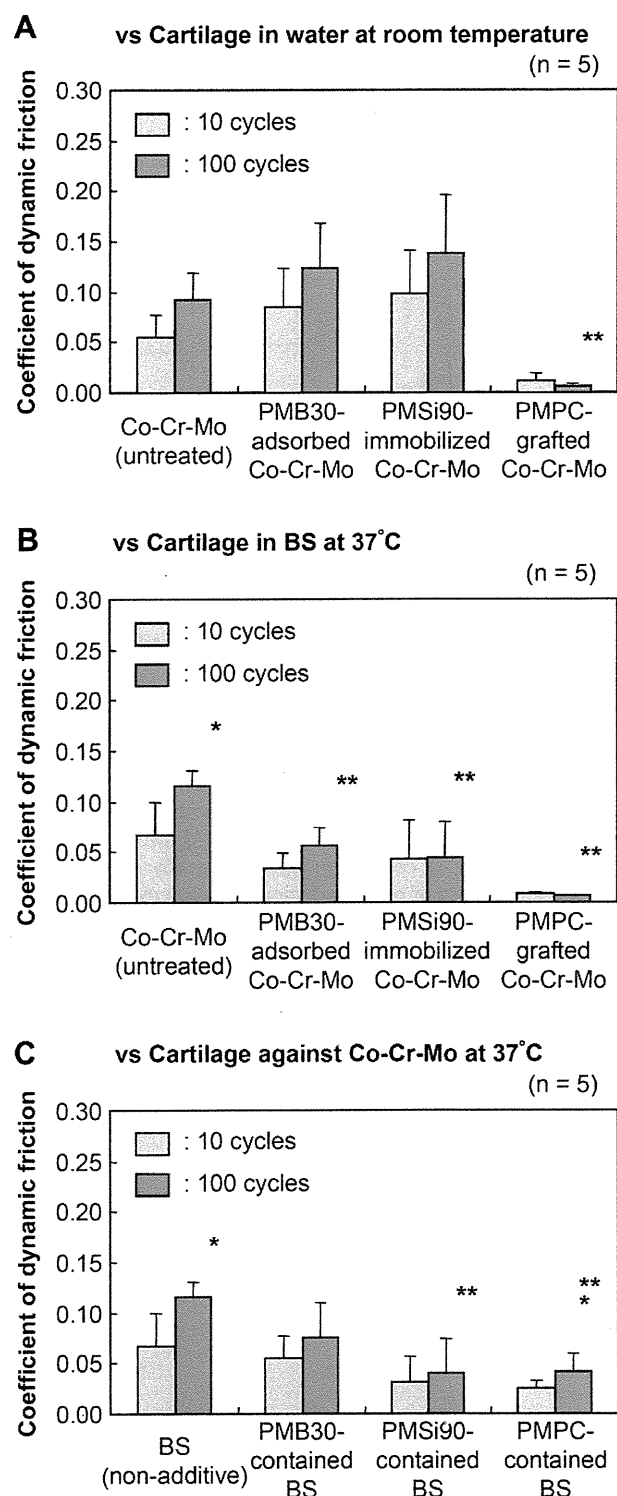 A
vs Cartilage in water at room temperature
(n = 5)
Coefficient of dynamic friction
0.30
0.25
0.20
0.15
0.10
0.05
0.00
: 10 cycles
: 100 cycles
**
Co-Cr-Mo
(untreated)
PMB30-
adsorbed
Co-Cr-Mo
PMSi90-
immobilized
Co-Cr-Mo
PMPC-
grafted
Co-Cr-Mo
B
vs Cartilage in BS at 37°C
(n = 5)
Coefficient of dynamic friction
0.30
0.25
0.20
0.15
0.10
0.05
0.00
: 10 cycles
: 100 cycles
*
**
**
**
Co-Cr-Mo
(untreated)
PMB30-
adsorbed
Co-Cr-Mo
PMSi90-
immobilized
Co-Cr-Mo
PMPC-
grafted
Co-Cr-Mo
C
vs Cartilage against Co-Cr-Mo at 37°C
(n = 5)
Coefficient of dynamic friction
0.30
0.25
0.20
0.15
0.10
0.05
0.00
: 10 cycles
: 100 cycles
*
**
**
*
BS
(non-additive)
PMB30-
contained
BS
PMSi90-
contained
BS
PMPC-
contained
BS